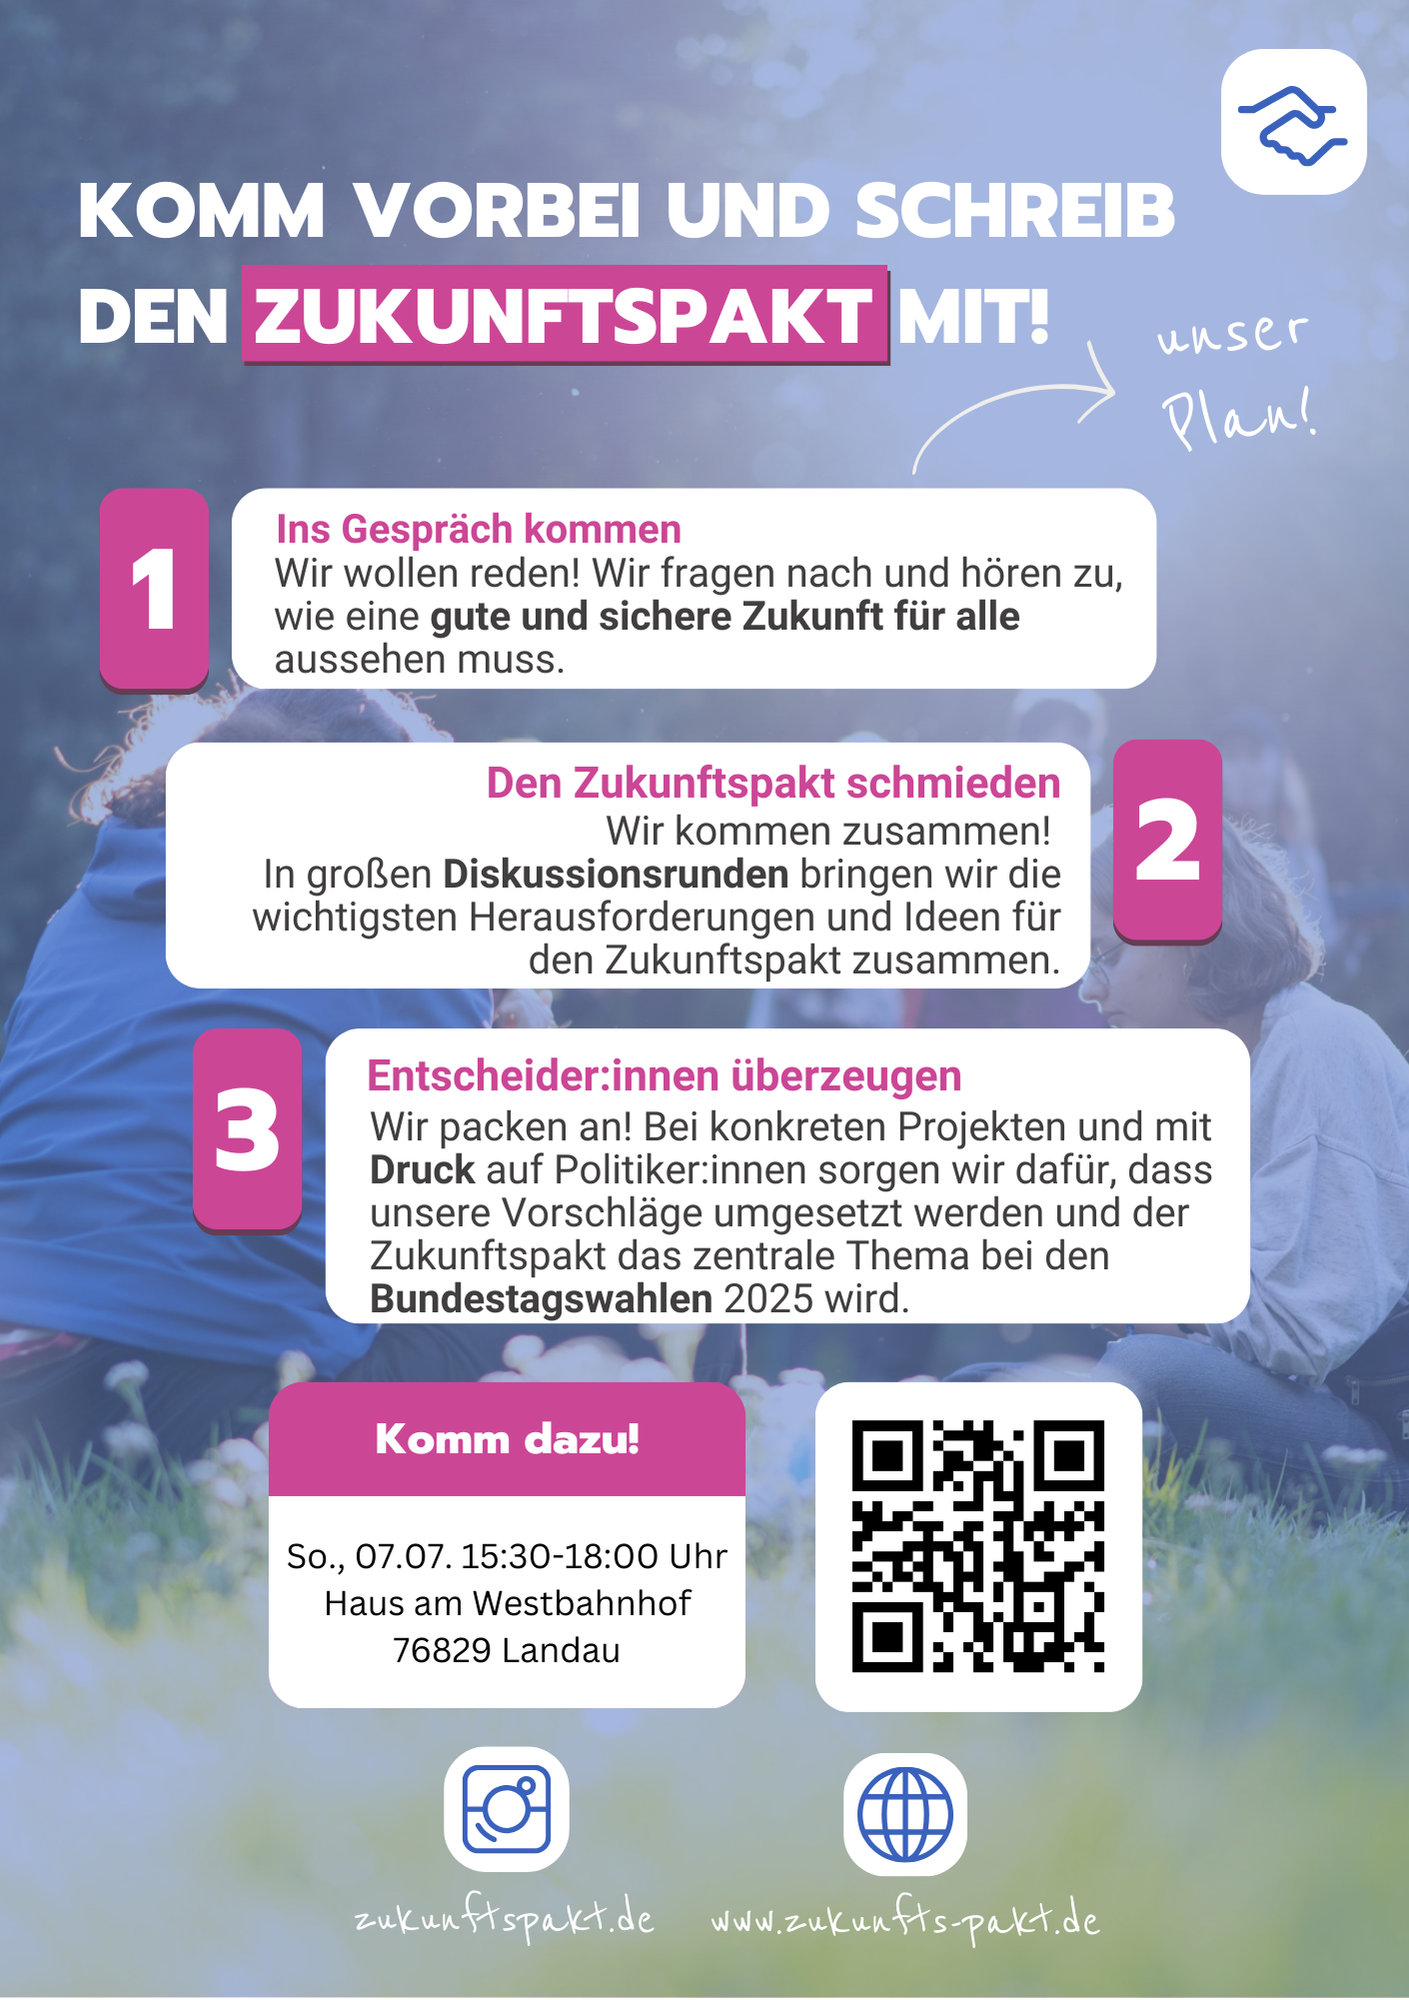 KOMM VORBEI UND SCHREIB
DEN ZUKUNFTSPAKT MIT!
unser
Plan!
1
Ins Gespräch kommen
Wir wollen reden! Wir fragen nach und hören zu,
wie eine gute und sichere Zukunft für alle
aussehen muss.
2
Den Zukunftspakt schmieden
Wir kommen zusammen!
In großen Diskussionsrunden bringen wir die
wichtigsten Herausforderungen und Ideen für
den Zukunftspakt zusammen.
3
Entscheider:innen überzeugen
Wir packen an! Bei konkreten Projekten und mit
Druck auf Politiker:innen sorgen wir dafür, dass
unsere Vorschläge umgesetzt werden und der
Zukunftspakt das zentrale Thema bei den
Bundestagswahlen 2025 wird.
Komm dazu!
So., 07.07. 15:30-18:00 Uhr
Haus am Westbahnhof
76829 Landau
zukunftspakt.de
www.zukunfts-pakt.de